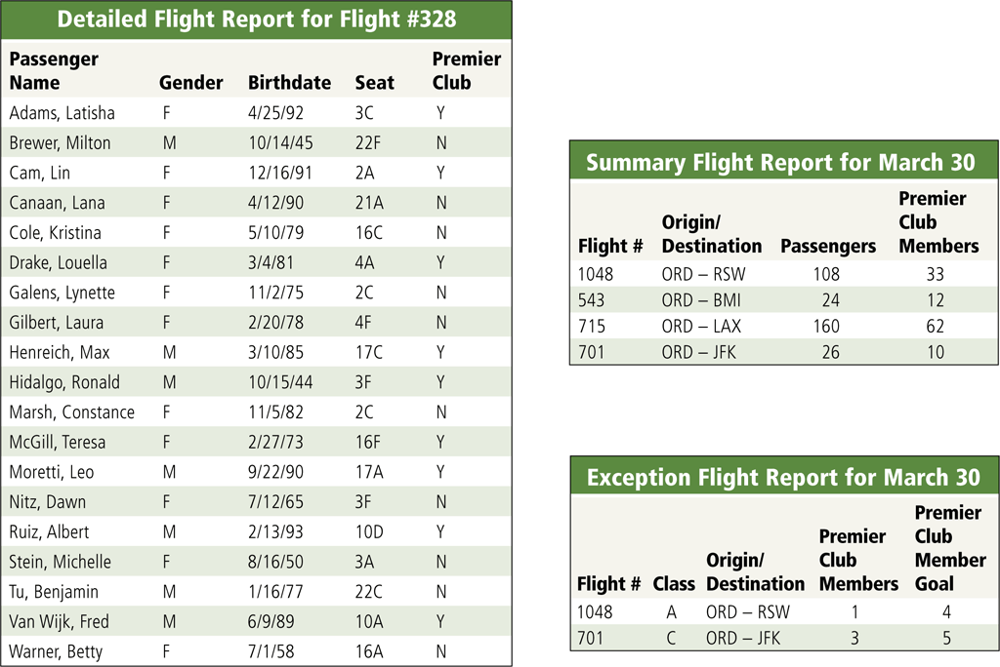 Detailed Flight Report for Flight #328
Passenger Name Gender Birthdate Seat Premier Club
Adams, Latisha F 4/25/92 3C Y
Brewer, Milton M 10/14/45 22F N
Cam, Lin F 12/16/91 2A Y
Canaan, Lana F 4/12/90 21A N
Cole, Kristina F 5/10/79 16C N
Drake, Louella F 3/4/81 4A Y
Galens, Lynette F 11/2/75 2C N
Gilbert, Laura F 2/20/78 4F N
Henreich, Max M 3/10/85 17C Y
Hidalgo, Ronald M 10/15/44 3F Y
Marsh, Constance F 11/5/82 2C N
McGill, Teresa F 2/27/73 16F Y
Moretti, Leo M 9/22/90 17A Y
Nitz, Dawn F 7/12/65 3F N
Ruiz, Albert M 2/13/93 10D Y
Stein, Michelle F 8/16/50 3A N
Tu, Benjamin M 1/16/77 22C N
Van Wijk, Fred M 6/9/89 10A Y
Warner, Betty F 7/1/58 16A N
Summary Flight Report for March 30
Flight # Origin/ Destination Passengers Premier Club Members
1048 ORD – RSW 108 33
543 ORD – BMI 24 12
715 ORD – LAX 160 62
701 ORD – JFK 26 10
Exception Flight Report for March 30
Flight # Class Origin/ Destination Premier Club Members Premier Club Member Goal
1048 A ORD – RSW 1 4
701 C ORD – JFK 3 5